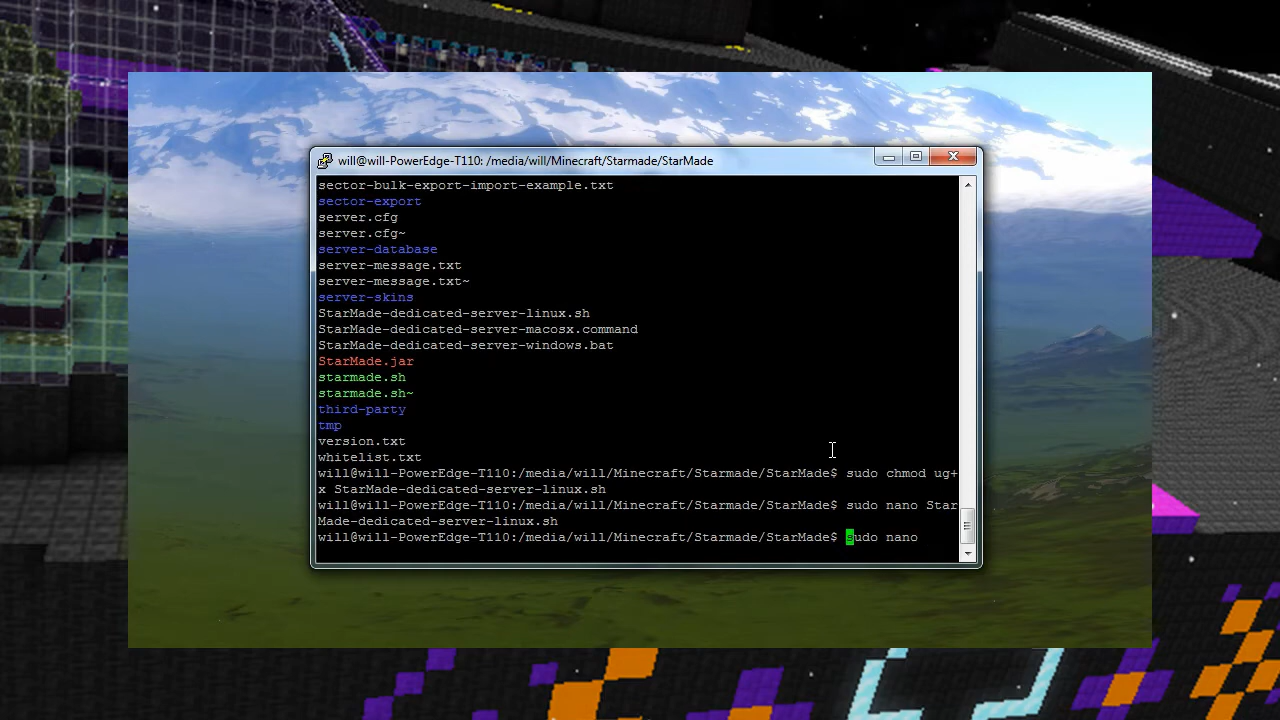 will@will-PowerEdge-T110: /media/will/Minecraft/Starmade/StarMade
sector-bulk-export-import-example.txt
sector-export
server.cfg
server.cfg~
server-database
server-message.txt
server-message.txt~
server-skins
StarMade-dedicated-server-linux.sh
StarMade-dedicated-server-macosx.command
StarMade-dedicated-server-windows.bat
StarMade.jar
starmade.sh
starmade.sh~
third-party
tmp
version.txt
whitelist.txt
will@will-PowerEdge-T110:/media/will/Minecraft/Starmade/StarMade$ sudo chmod ug+
x StarMade-dedicated-server-linux.sh
will@will-PowerEdge-T110:/media/will/Minecraft/Starmade/StarMade$ sudo nano Star
Made-dedicated-server-linux.sh
will@will-PowerEdge-T110:/media/will/Minecraft/Starmade/StarMade$ sudo nano